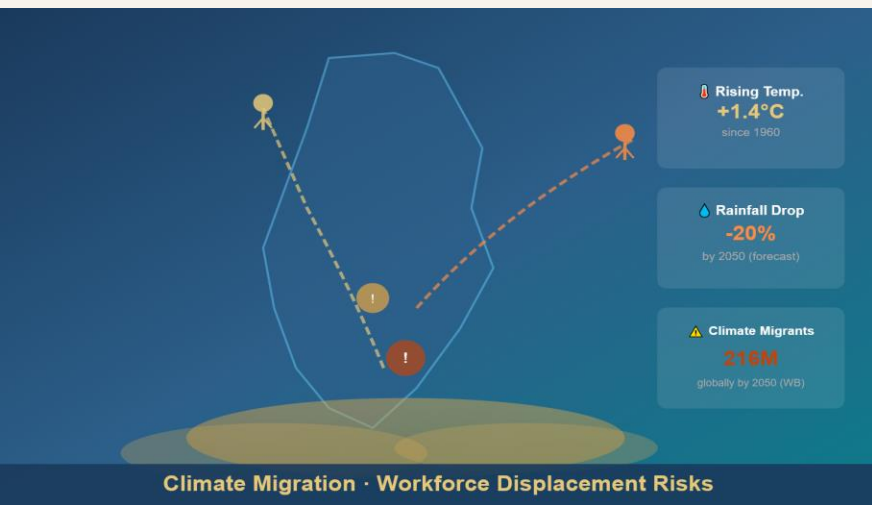 🌡️ Rising Temp.
+1.4°C
since 1960
💧 Rainfall Drop
-20%
by 2050 (forecast)
⚠️ Climate Migrants
216M
globally by 2050 (WB)
!
!
Climate Migration · Workforce Displacement Risks